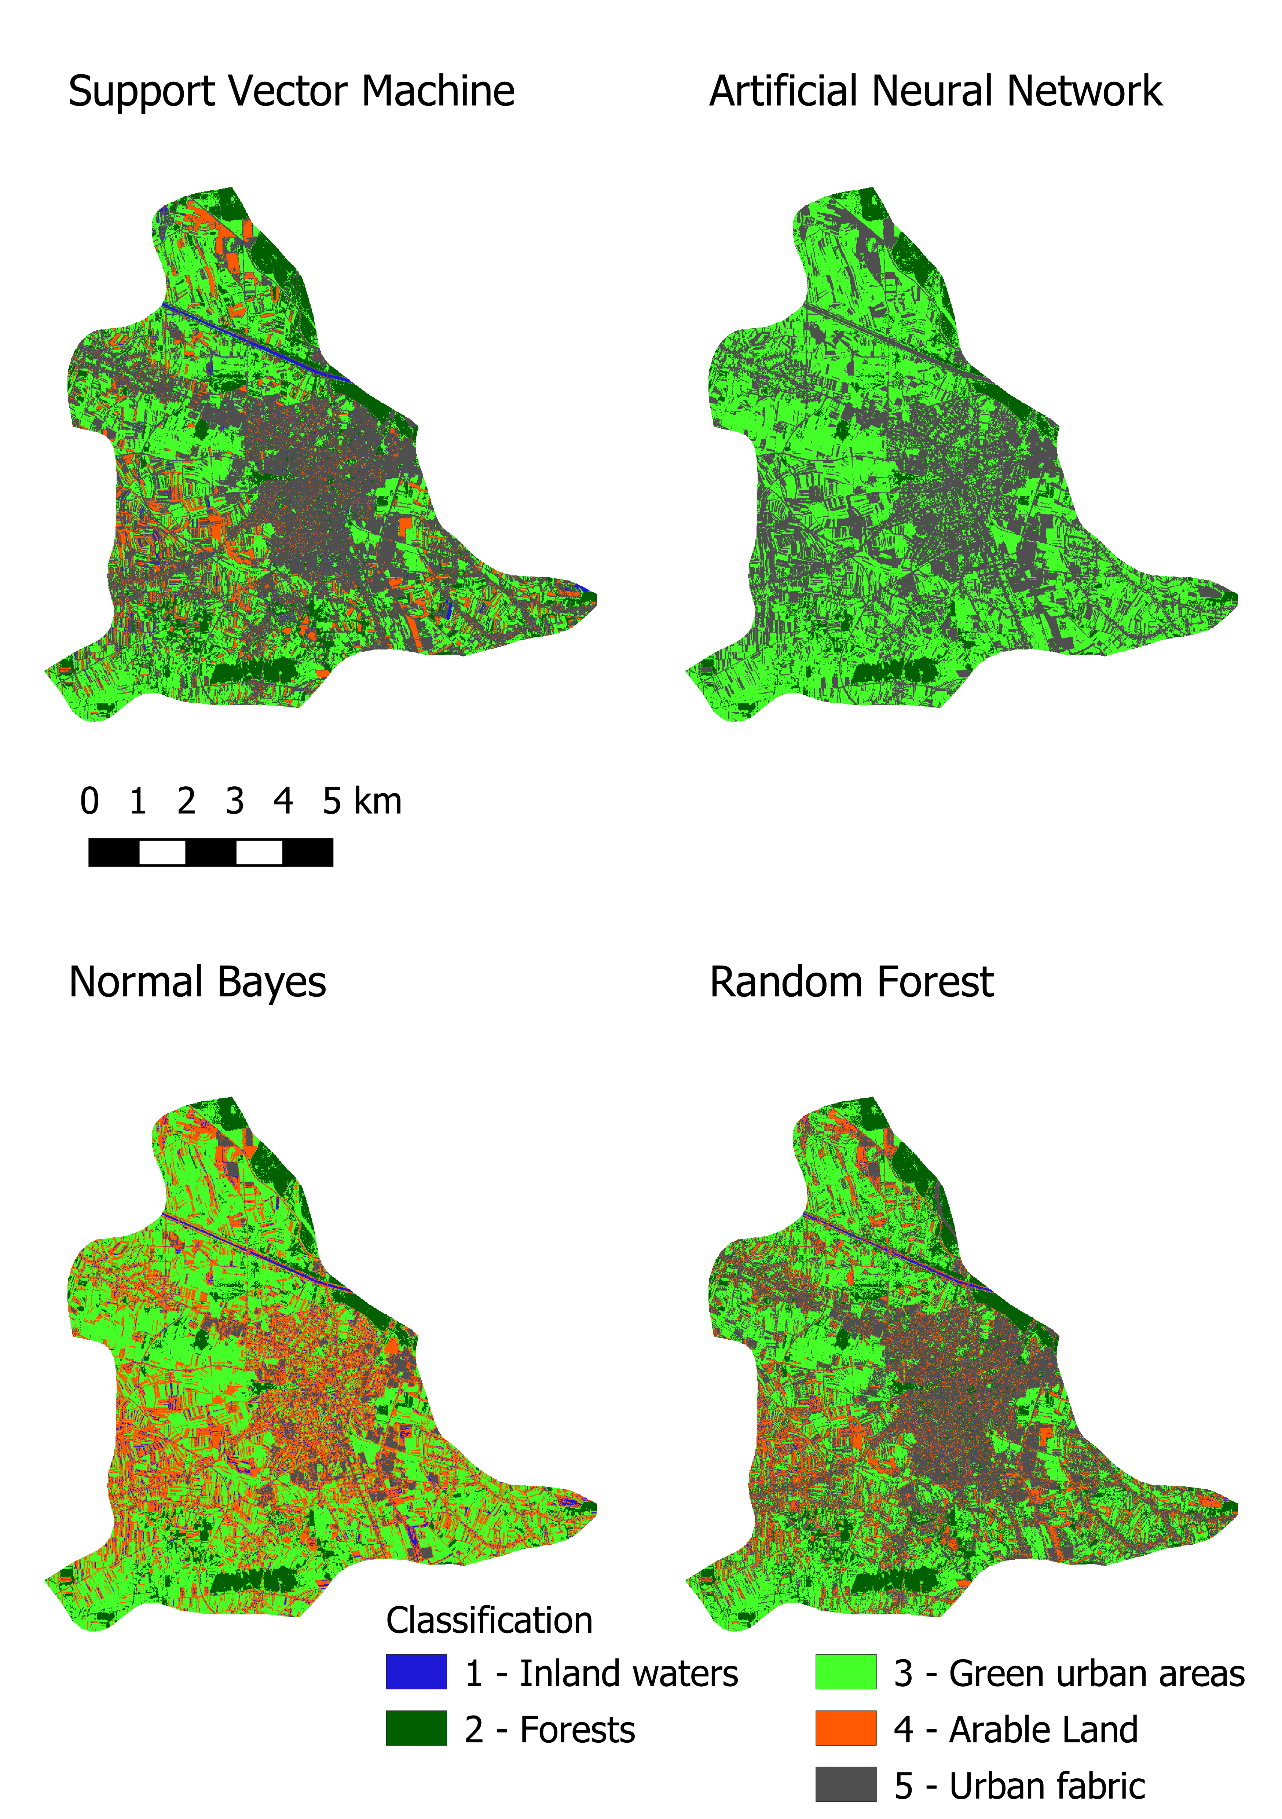 Support Vector Machine
Artificial Neural Network
0 1 2 3 4 5 km
Normal Bayes
Random Forest
Classification
1 - Inland waters
2 - Forests
3 - Green urban areas
4 - Arable Land
5 - Urban fabric